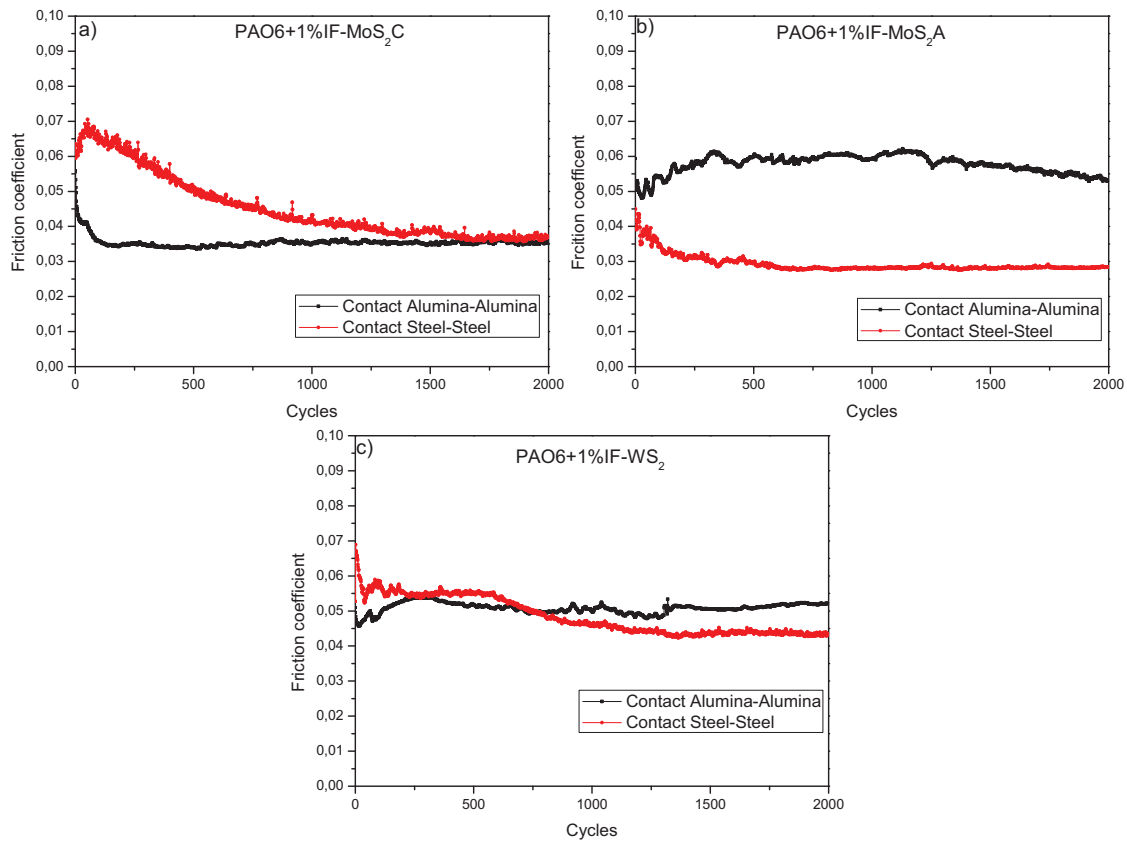 a)
PAO6+1%IF-MoS₂C
0,10
0,09
0,08
0,07
0,06
0,05
0,04
0,03
0,02
0,01
0,00
Friction coefficient
Contact Alumina-Alumina
Contact Steel-Steel
0 500 1000 1500 2000
Cycles
b)
PAO6+1%IF-MoS₂A
0,10
0,09
0,08
0,07
0,06
0,05
0,04
0,03
0,02
0,01
0,00
Frcition coefficent
Contact Alumina-Alumina
Contact Steel-Steel
0 500 1000 1500 2000
Cycles
c)
PAO6+1%IF-WS₂
0,10
0,09
0,08
0,07
0,06
0,05
0,04
0,03
0,02
0,01
0,00
Friction coefficient
Contact Alumina-Alumina
Contact Steel-Steel
0 500 1000 1500 2000
Cycles